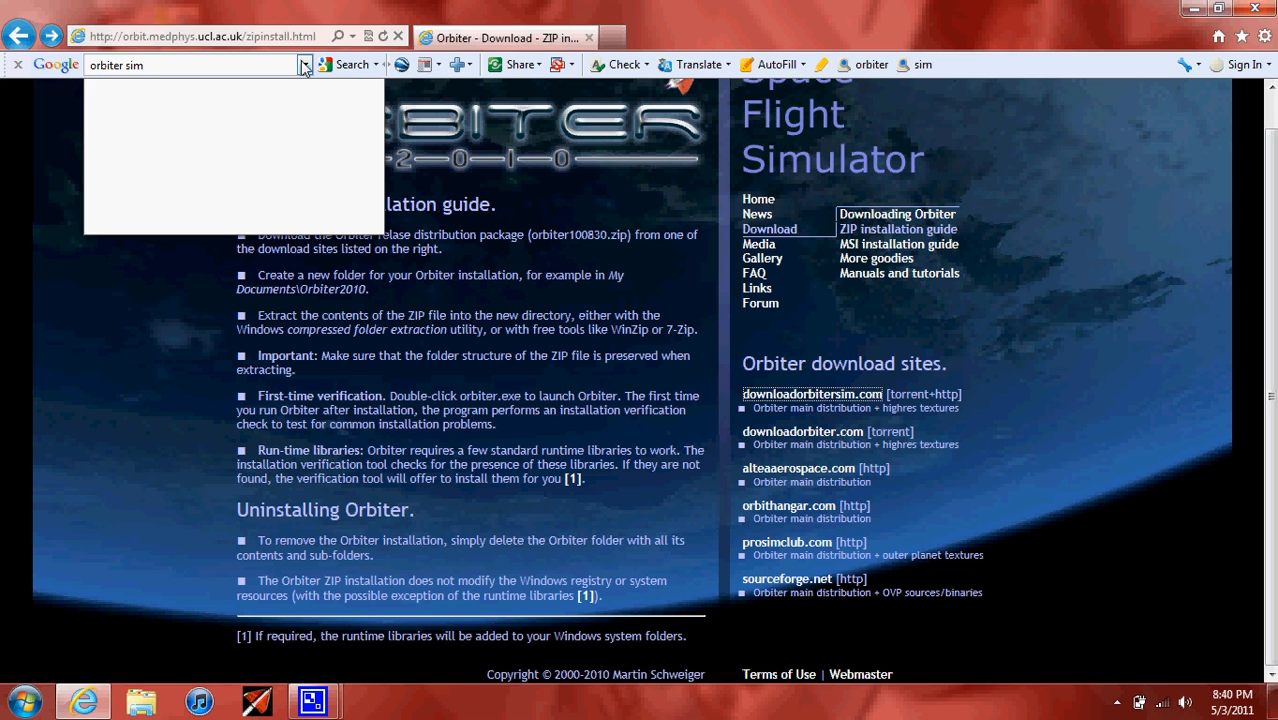 http://orbit.medphys.ucl.ac.uk/zipinstall.html
Orbiter - Download - ZIP in...
Google
orbiter sim
Search
Share
Check
Translate
AutoFill
orbiter
sim
Sign In
ORBITER
2-0-1-0
Space
Flight
Simulator
Home
News
Download
Media
Gallery
FAQ
Links
Forum
Downloading Orbiter
ZIP installation guide
MSI installation guide
More goodies
Manuals and tutorials
guide.
Download the Orbiter relase distribution package (orbiter100830.zip) from one
of the download sites listed on the right.
Create a new folder for your Orbiter installation, for example in My
Documents\Orbiter2010.
Extract the contents of the ZIP file into the new directory, either with the
Windows compressed folder extraction utility, or with free tools like WinZip or 7-Zip.
Important: Make sure that the folder structure of the ZIP file is preserved when
extracting.
First-time verification. Double-click orbiter.exe to launch Orbiter. The first time
you run Orbiter after installation, the program performs an installation verification
check to test for common installation problems.
Run-time libraries: Orbiter requires a few standard runtime libraries to work. The
installation verification tool checks for the presence of these libraries. If they are not
found, the verification tool will offer to install them for you [1].
Uninstalling Orbiter.
To remove the Orbiter installation, simply delete the Orbiter folder with all its
contents and sub-folders.
The Orbiter ZIP installation does not modify the Windows registry or system
resources (with the possible exception of the runtime libraries [1]).
[1] If required, the runtime libraries will be added to your Windows system folders.
Copyright © 2000-2010 Martin Schweiger
Orbiter download sites.
downloadorbitersim.com [torrent+http]
Orbiter main distribution + highres textures
downloadorbiter.com [torrent]
Orbiter main distribution + highres textures
alteaaerospace.com [http]
Orbiter main distribution
orbithangar.com [http]
Orbiter main distribution
prosimclub.com [http]
Orbiter main distribution + outer planet textures
sourceforge.net [http]
Orbiter main distribution + OVP sources/binaries
Terms of Use | Webmaster
8:40 PM
5/3/2011